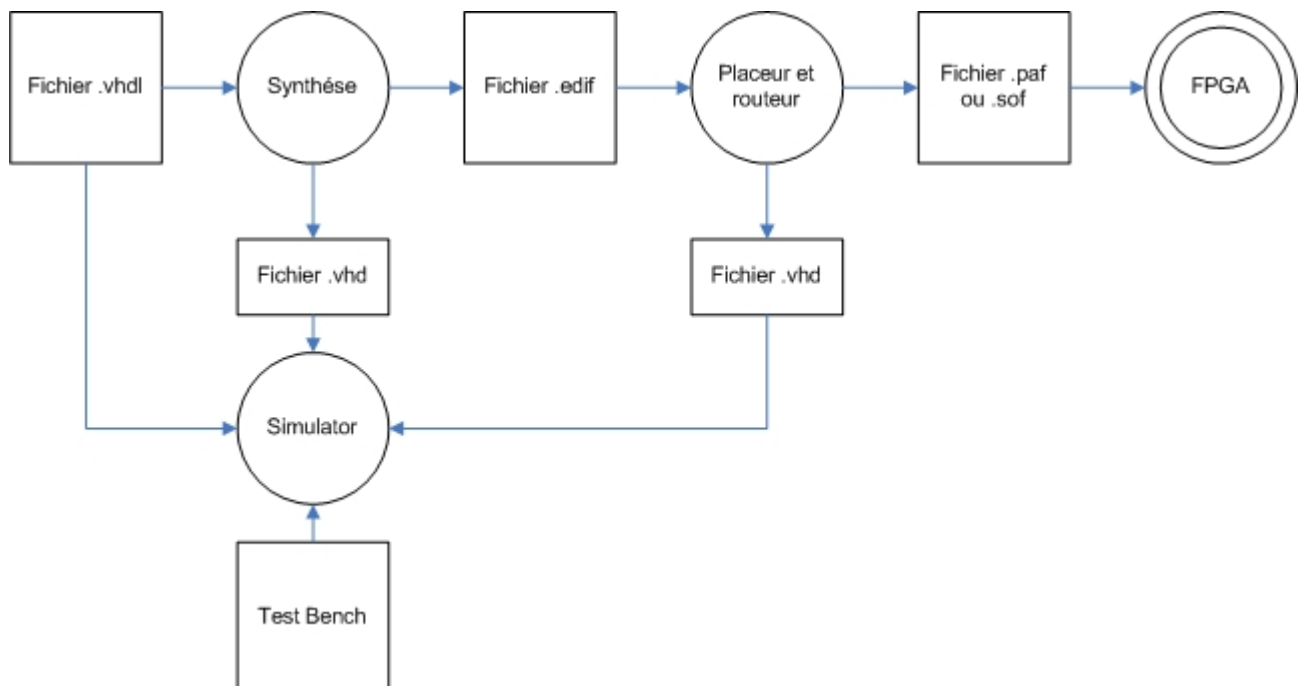 Fichier .vhdl
Synthése
Fichier .edif
Placeur et
routeur
Fichier .paf
ou .sof
FPGA
Fichier .vhd
Fichier .vhd
Simulator
Test Bench